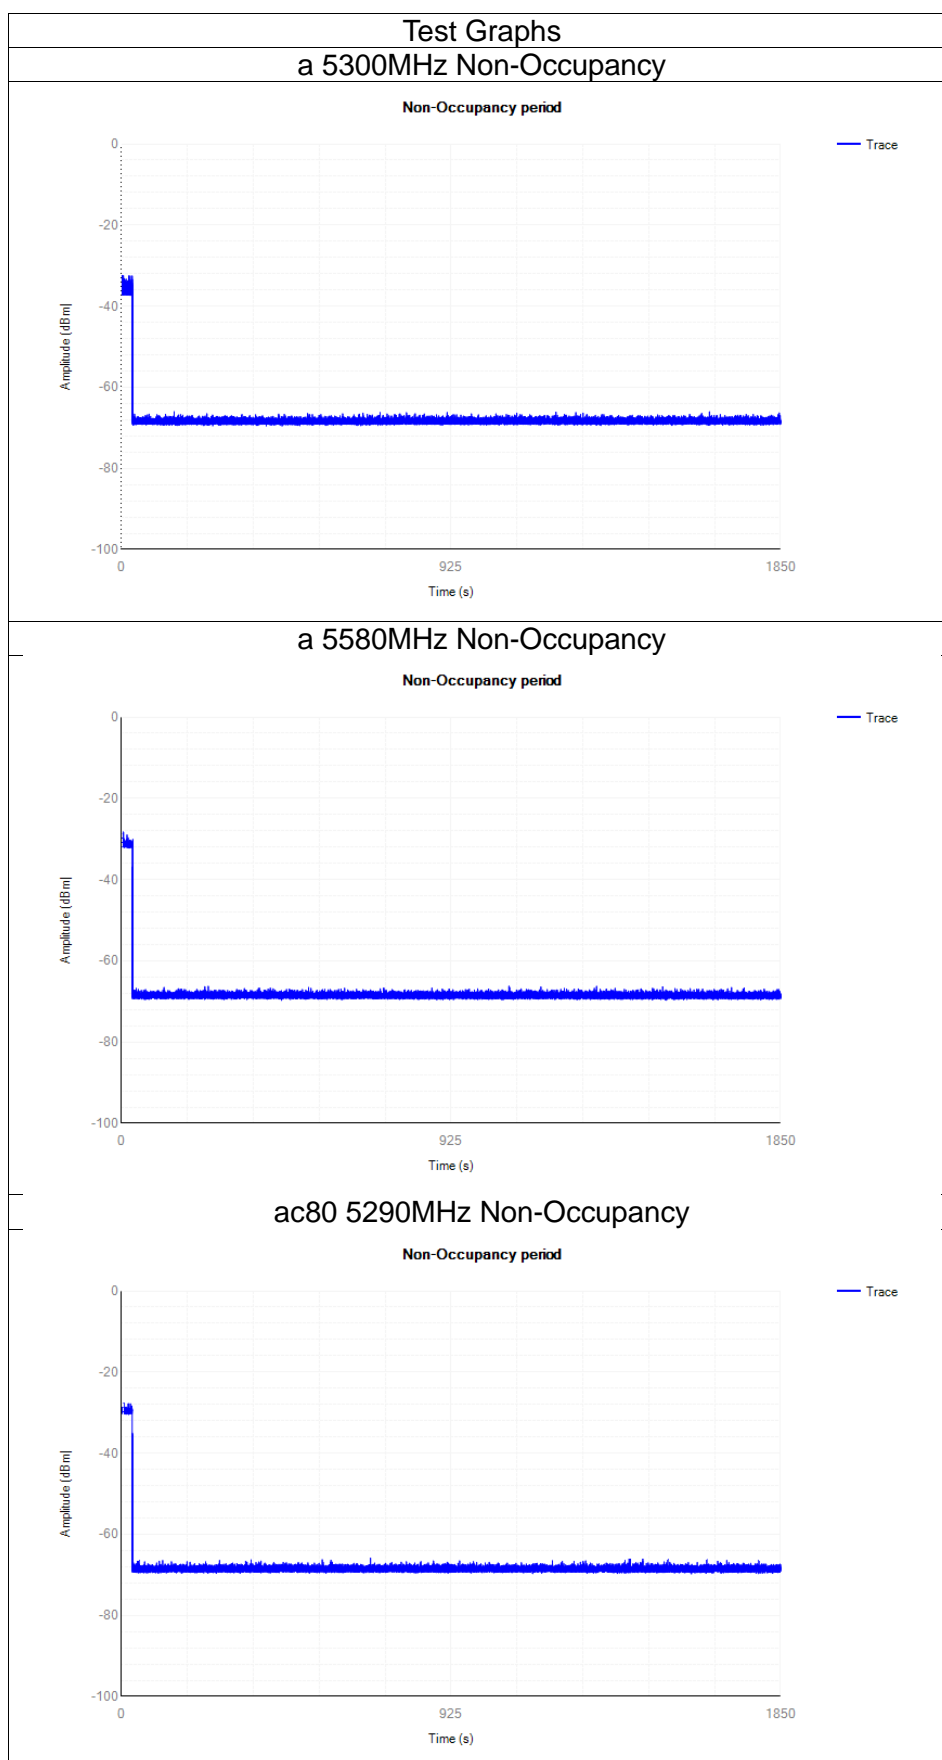 Test Graphs
a 5300MHz Non-Occupancy
Non-Occupancy period
Trace
0
-20
-40
-60
-80
-100
Amplitude [dBm]
0 925 1850
Time (s)
a 5580MHz Non-Occupancy
Non-Occupancy period
Trace
0
-20
-40
-60
-80
-100
Amplitude [dBm]
0 925 1850
Time (s)
ac80 5290MHz Non-Occupancy
Non-Occupancy period
Trace
0
-20
-40
-60
-80
-100
Amplitude [dBm]
0 925 1850
Time (s)